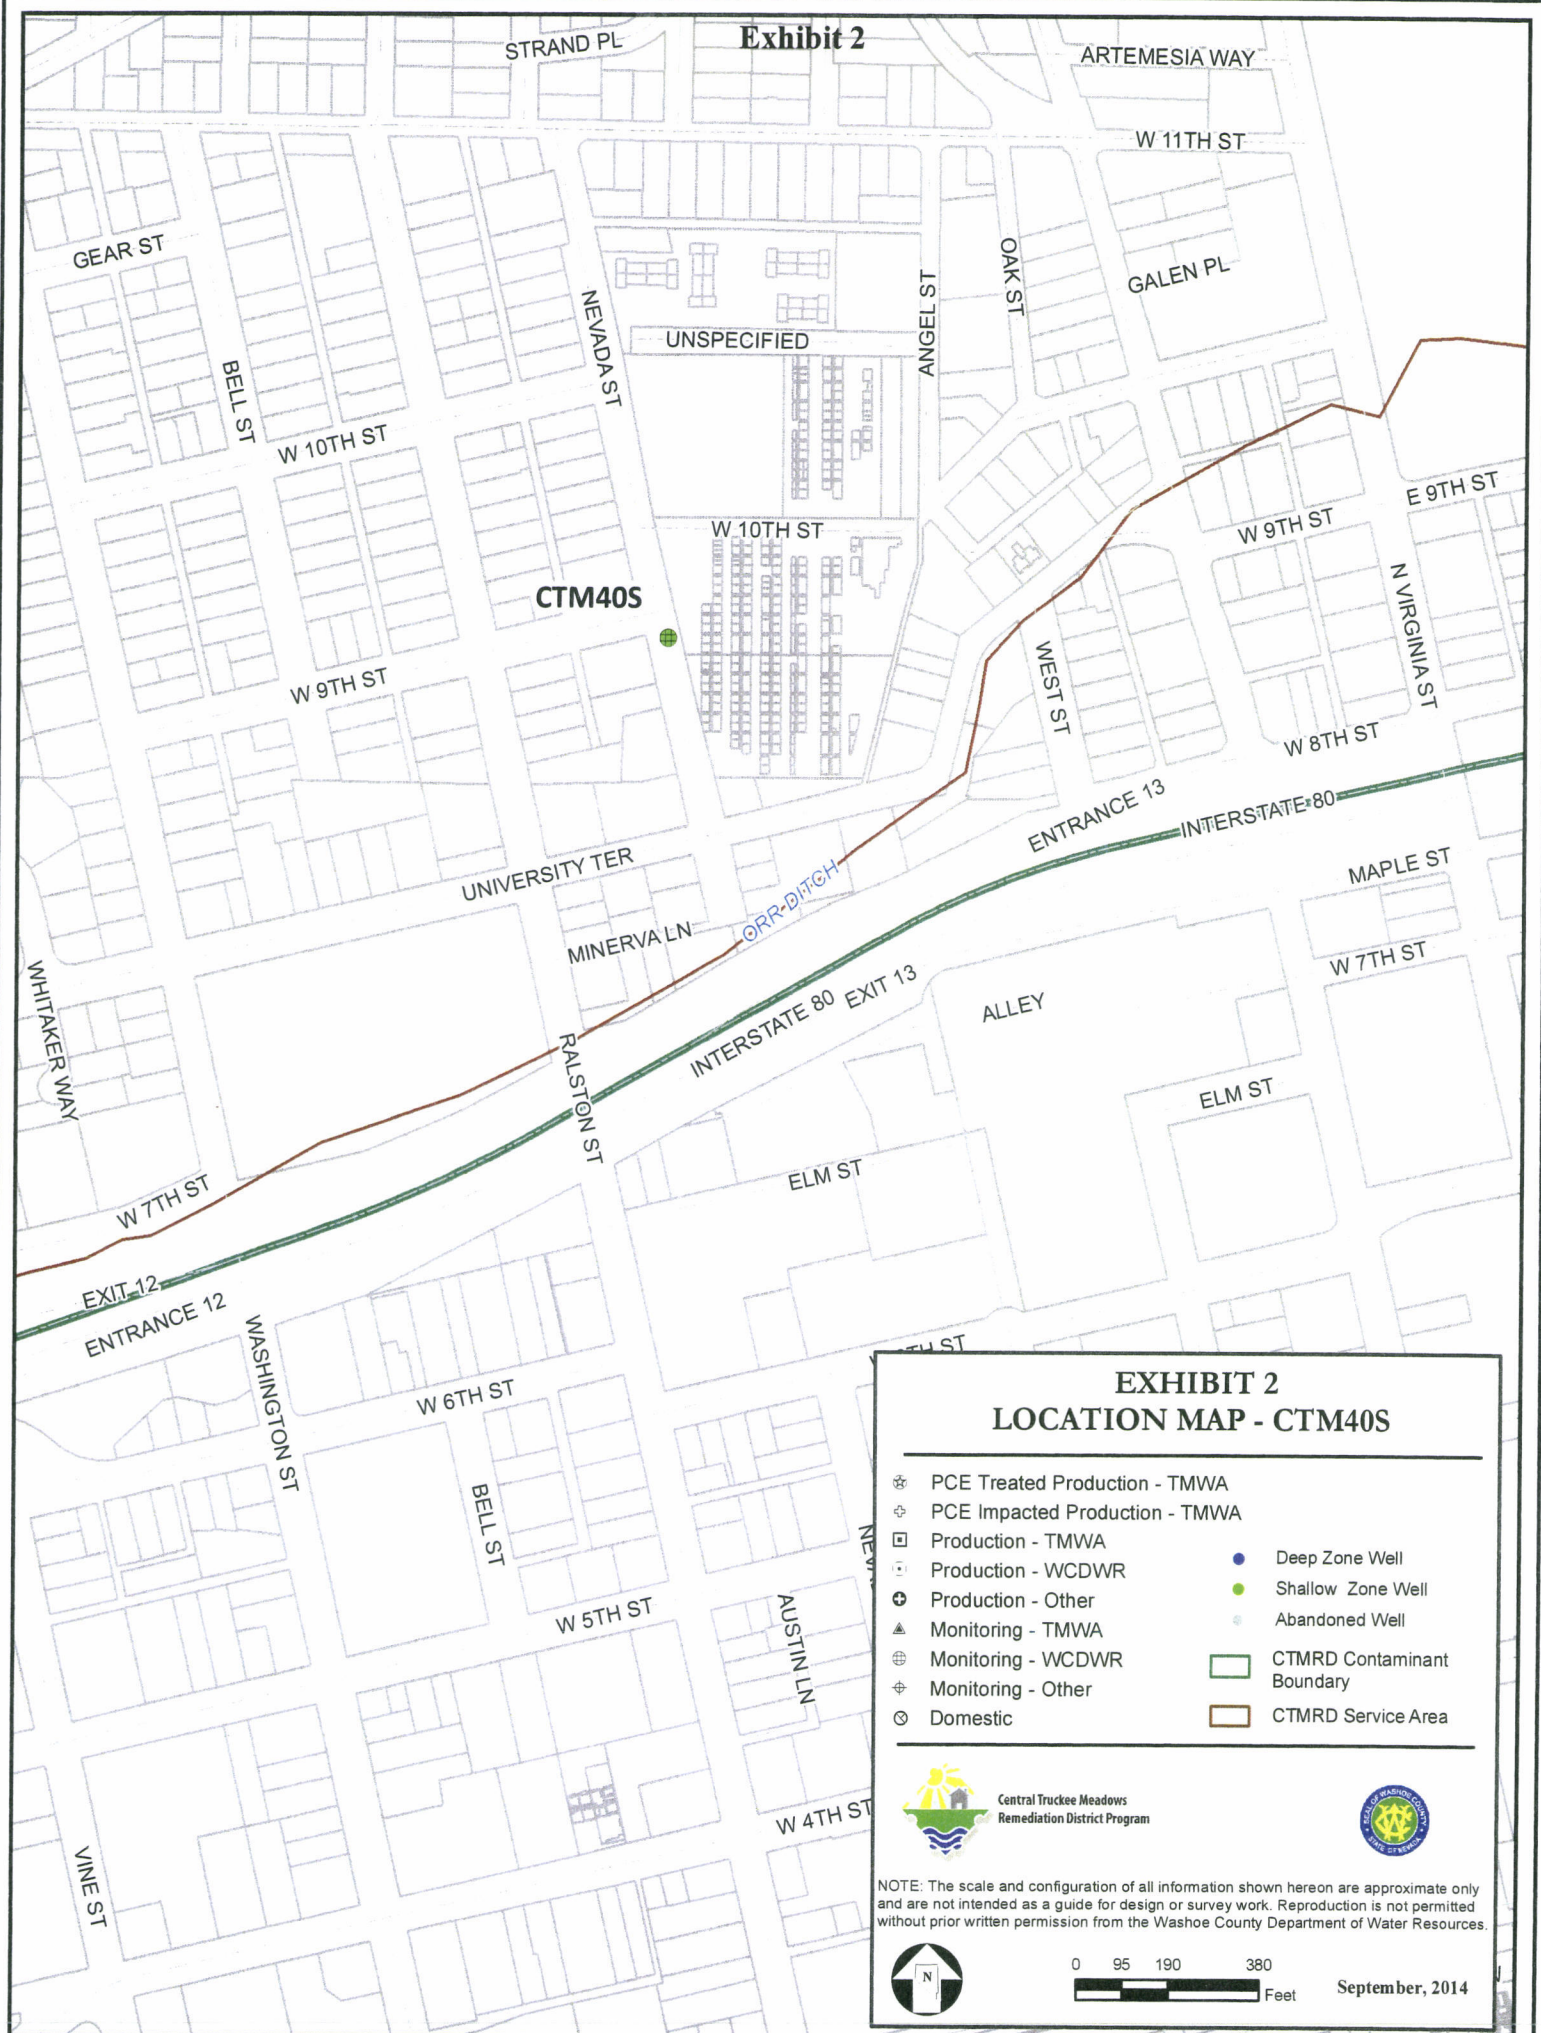 Exhibit 2
STRAND PL
ARTEMESIA WAY
W 11TH ST
GEAR ST
OAK ST
GALEN PL
NEVADA ST
ANGEL ST
UNSPECIFIED
BELL ST
W 10TH ST
E 9TH ST
W 10TH ST
W 9TH ST
CTM40S
N VIRGINIA ST
W 9TH ST
WEST ST
W 8TH ST
ENTRANCE 13
INTERSTATE 80
UNIVERSITY TER
MAPLE ST
ORR DITCH
MINERVA LN
W 7TH ST
WHITAKER WAY
INTERSTATE 80
EXIT 13
ALLEY
RALSTON ST
ELM ST
ELM ST
W 7TH ST
EXIT 12
ENTRANCE 12
WASHINGTON ST
TH ST
W 6TH ST
BELL ST
W 5TH ST
AUSTIN LN
W 4TH ST
VINE ST
EXHIBIT 2
LOCATION MAP - CTM40S
PCE Treated Production - TMWA
PCE Impacted Production - TMWA
Production - TMWA
Production - WCDWR
Production - Other
Monitoring - TMWA
Monitoring - WCDWR
Monitoring - Other
Domestic
Deep Zone Well
Shallow Zone Well
Abandoned Well
CTMRD Contaminant
Boundary
CTMRD Service Area
Central Truckee Meadows
Remediation District Program
SEAL OF WASHOE COUNTY
STATE OF NEVADA
NOTE: The scale and configuration of all information shown hereon are approximate only
and are not intended as a guide for design or survey work. Reproduction is not permitted
without prior written permission from the Washoe County Department of Water Resources.
N
0 95 190 380
Feet
September, 2014